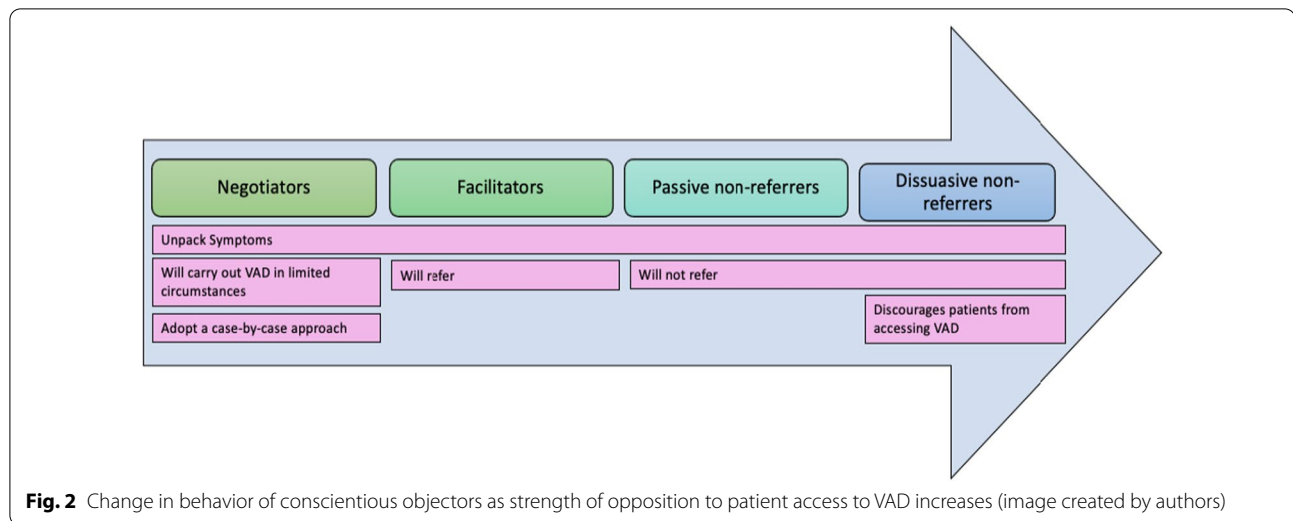 Negotiators
Facilitators
Passive non-referrers
Dissuasive non-
referrers
Unpack Symptoms
Will carry out VAD in limited
circumstances
Will refer
Will not refer
Adopt a case-by-case approach
Discourages patients from
accessing VAD
Fig. 2 Change in behavior of conscientious objectors as strength of opposition to patient access to VAD increases (image created by authors)